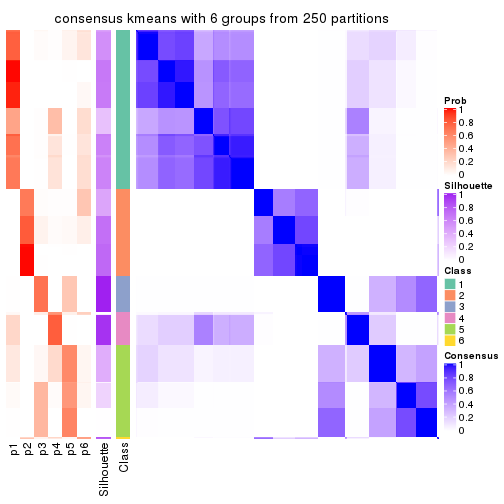 consensus kmeans with 6 groups from 250 partitions
Prob
1
0.8
0.6
0.4
0.2
0
Silhouette
1
0.8
0.6
0.4
0.2
0
Class
1
2
3
4
5
6
Consensus
1
0.8
0.6
0.4
0.2
0
p1
p2
p3
p4
p5
p6
Silhouette
Class